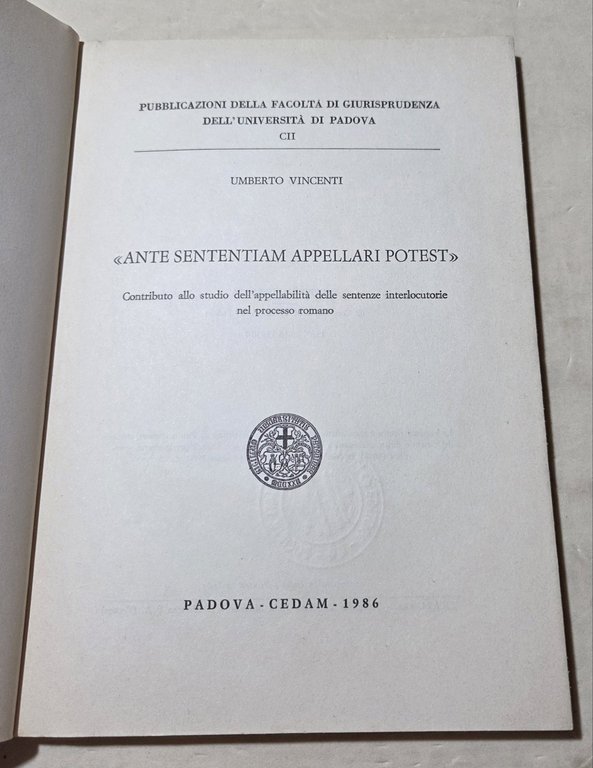 PUBBLICAZIONI DELLA FACOLTÀ DI GIURISPRUDENZA
DELL'UNIVERSITÀ DI PADOVA
CII
UMBERTO VINCENTI
«ANTE SENTENTIAM APPELLARI POTEST»
Contributo allo studio dell'appellabilità delle sentenze interlocutorie
nel processo romano
PADOVA - CEDAM - 1986